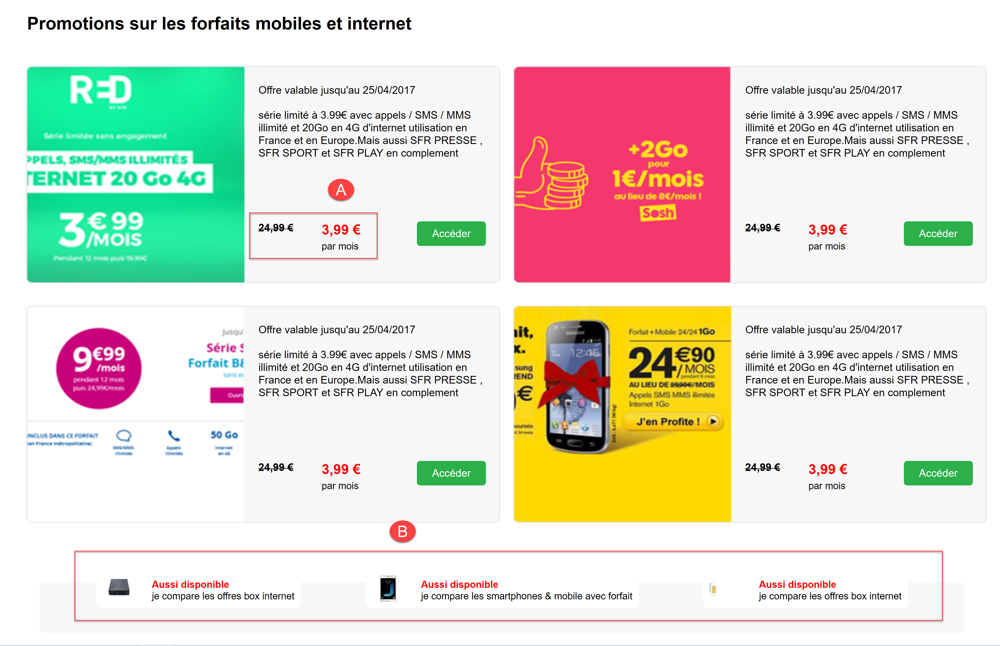 Promotions sur les forfaits mobiles et internet
RED
BY SFR
Série limitée sans engagement
PPELS, SMS/MMS ILLIMITÉS
TERNET 20 Go 4G
3€99
/MOIS
Pendant 12 mois puis 19.99€
Offre valable jusqu'au 25/04/2017
série limité à 3.99€ avec appels / SMS / MMS
illimité et 20Go en 4G d'internet utilisation en
France et en Europe.Mais aussi SFR PRESSE ,
SFR SPORT et SFR PLAY en complement
A
24,99 €
3,99 €
par mois
Accéder
+2Go
pour
1€/mois
au lieu de 8€/mois !
Sosh
Offre valable jusqu'au 25/04/2017
série limité à 3.99€ avec appels / SMS / MMS
illimité et 20Go en 4G d'internet utilisation en
France et en Europe.Mais aussi SFR PRESSE ,
SFR SPORT et SFR PLAY en complement
24,99 €
3,99 €
par mois
Accéder
9€99
/mois
pendant 12 mois
puis 24,99€/mois
Jusqu'
Série S
Forfait B&
sans en
Ouvri
INCLUS DANS CE FORFAIT
(en France métropolitaine)
SMS/MMS
illimités
Appels
illimités
50 Go
Internet
en 4G
Offre valable jusqu'au 25/04/2017
série limité à 3.99€ avec appels / SMS / MMS
illimité et 20Go en 4G d'internet utilisation en
France et en Europe.Mais aussi SFR PRESSE ,
SFR SPORT et SFR PLAY en complement
24,99 €
3,99 €
par mois
Accéder
ait,
x.
sung
REND
€
oursés
24 mois
SAMSUNG
12:45
DAS : 0,471 (W/kg)
Forfait+Mobile 24/24 1Go
24€90
/MOIS
pendant 6 mois
AU LIEU DE 29,90€/MOIS
Appels SMS MMS illimités
Internet 1Go
J'en Profite !
Offre valable jusqu'au 25/04/2017
série limité à 3.99€ avec appels / SMS / MMS
illimité et 20Go en 4G d'internet utilisation en
France et en Europe.Mais aussi SFR PRESSE ,
SFR SPORT et SFR PLAY en complement
24,99 €
3,99 €
par mois
Accéder
B
Aussi disponible
je compare les offres box internet
Aussi disponible
je compare les smartphones & mobile avec forfait
Aussi disponible
je compare les offres box internet